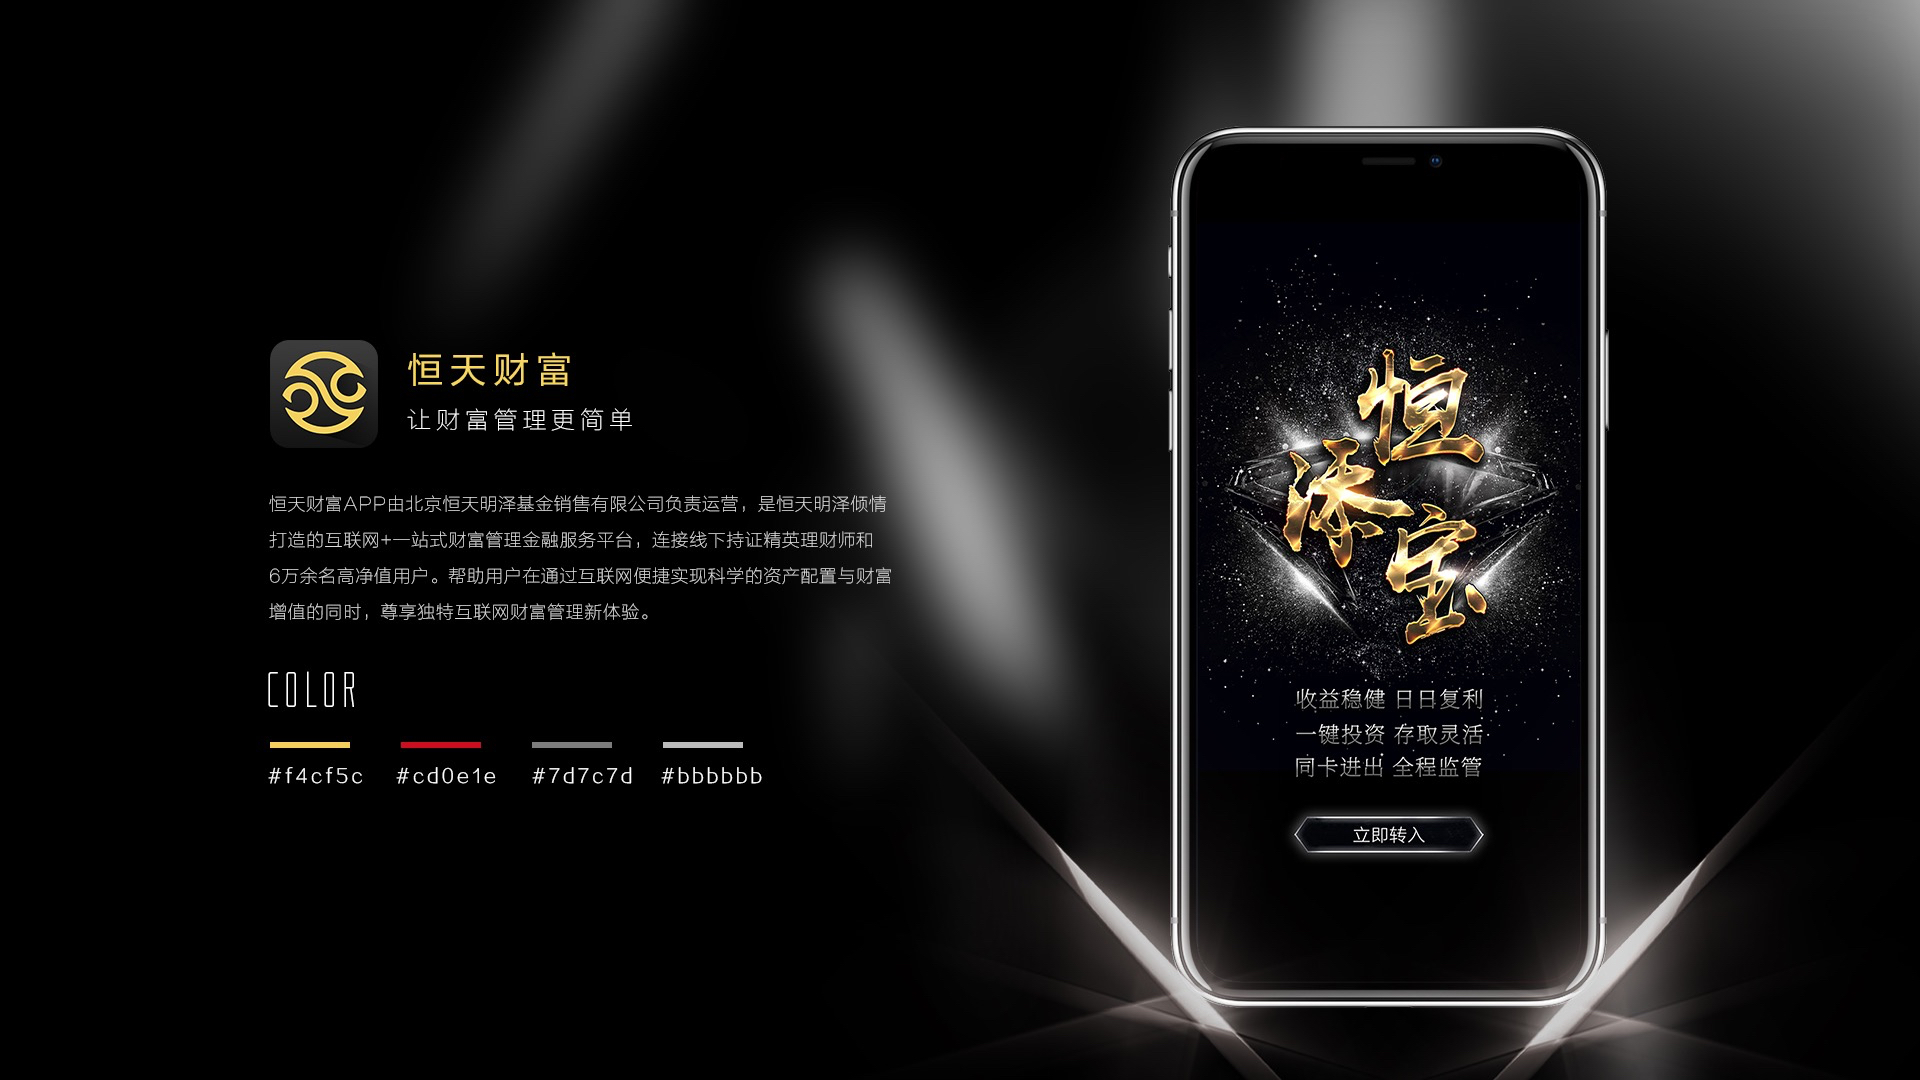 恒天财富
让财富管理更简单
恒天财富APP由北京恒天明泽基金销售有限公司负责运营，是恒天明泽倾情
打造的互联网+一站式财富管理金融服务平台，连接线下持证精英理财师和
6万余名高净值用户。帮助用户在通过互联网便捷实现科学的资产配置与财富
增值的同时，尊享独特互联网财富管理新体验。
COLOR
#f4cf5c #cd0e1e #7d7c7d #bbbbbb
恒
添
宝
收益稳健 日日复利
一键投资 存取灵活
同卡进出 全程监管
立即转入